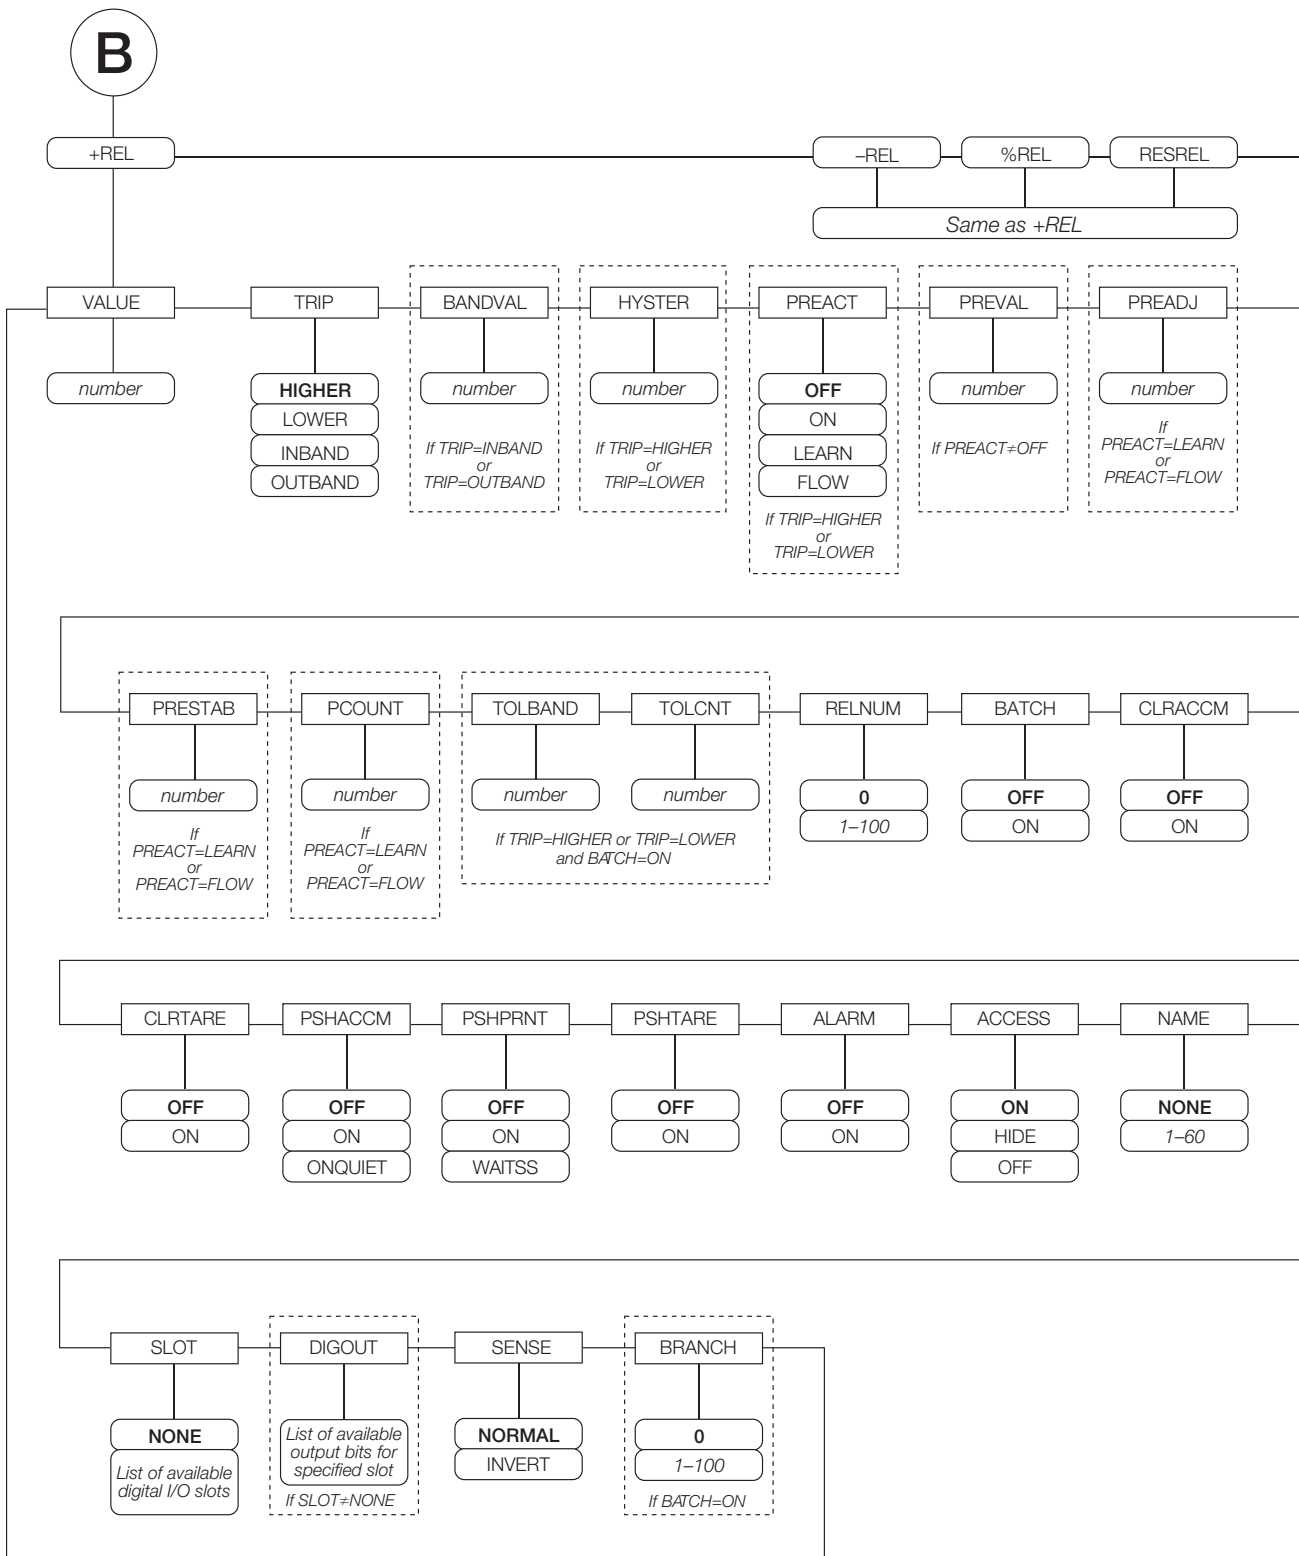 B
+REL
–REL
%REL
RESREL
Same as +REL
VALUE
TRIP
BANDVAL
HYSTER
PREACT
PREVAL
PREADJ
number
HIGHER
LOWER
INBAND
OUTBAND
number
If TRIP=INBAND
or
TRIP=OUTBAND
number
If TRIP=HIGHER
or
TRIP=LOWER
OFF
ON
LEARN
FLOW
If TRIP=HIGHER
or
TRIP=LOWER
number
If PREACT≠OFF
number
If
PREACT=LEARN
or
PREACT=FLOW
PRESTAB
PCOUNT
TOLBAND
TOLCNT
RELNUM
BATCH
CLRACCM
number
If
PREACT=LEARN
or
PREACT=FLOW
number
If
PREACT=LEARN
or
PREACT=FLOW
number
number
If TRIP=HIGHER or TRIP=LOWER
and BATCH=ON
0
1–100
OFF
ON
OFF
ON
CLRTARE
PSHACCM
PSHPRNT
PSHTARE
ALARM
ACCESS
NAME
OFF
ON
OFF
ON
ONQUIET
OFF
ON
WAITSS
OFF
ON
OFF
ON
ON
HIDE
OFF
NONE
1–60
SLOT
DIGOUT
SENSE
BRANCH
NONE
List of available
digital I/O slots
List of available
output bits for
specified slot
If SLOT≠NONE
NORMAL
INVERT
0
1–100
If BATCH=ON